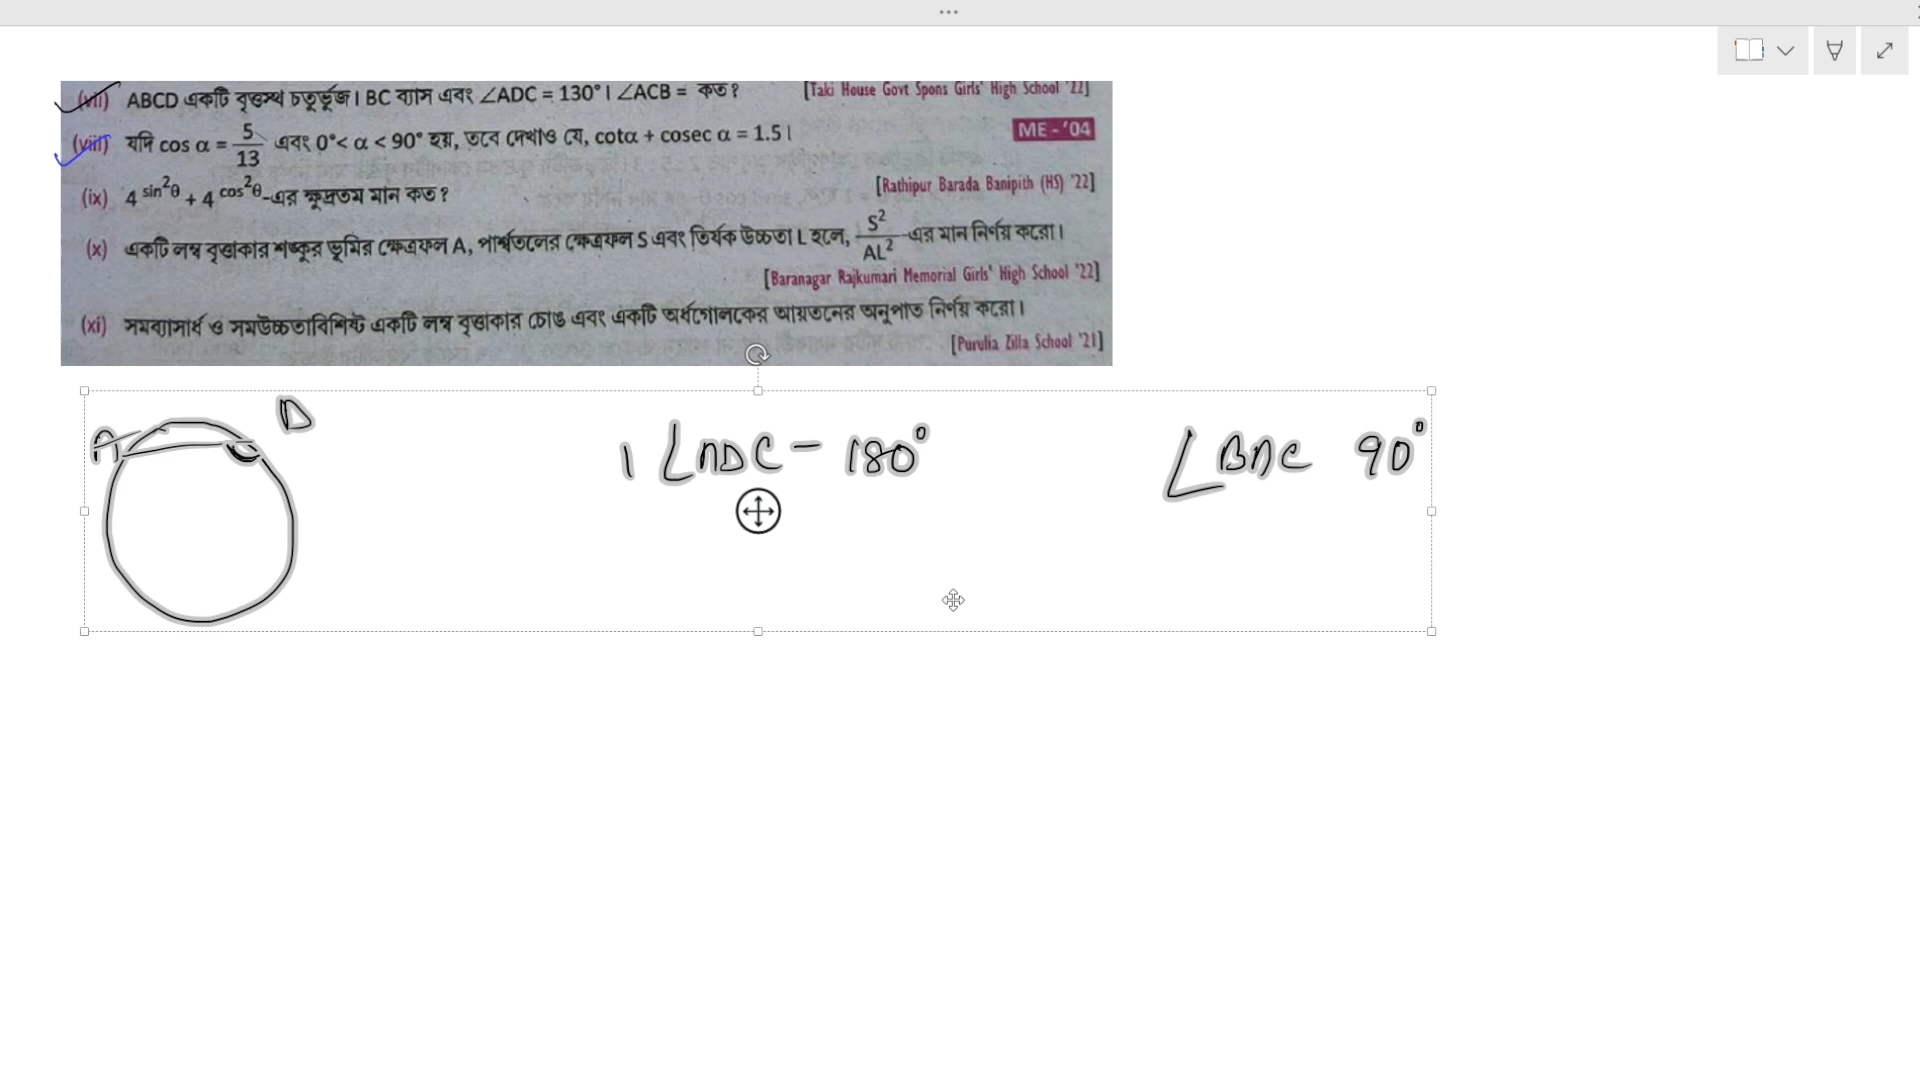 (vii) ABCD একটি বৃত্তস্থ চতুর্ভুজ। BC ব্যাস এবং ∠ADC = 130°। ∠ACB = কত? [Taki House Govt Spons Girls' High School '22]
(viii) যদি cos α = 5/13 এবং 0°< α < 90° হয়, তবে দেখাও যে, cotα + cosec α = 1.5। ME - '04
(ix) 4^sin²θ + 4^cos²θ-এর ক্ষুদ্রতম মান কত? [Rathipur Barada Banipith (HS) '22]
(x) একটি লম্ব বৃত্তাকার শঙ্কুর ভূমির ক্ষেত্রফল A, পার্শ্বতলের ক্ষেত্রফল S এবং তির্যক উচ্চতা L হলে, S²/AL² -এর মান নির্ণয় করো।
[Baranagar Rajkumari Memorial Girls' High School '22]
(xi) সমব্যাসার্ধ ও সমউচ্চতাবিশিষ্ট একটি লম্ব বৃত্তাকার চোঙ এবং একটি অর্ধগোলকের আয়তনের অনুপাত নির্ণয় করো।
[Purulia Zilla School '21]
A D
∠ADC - 180° ∠BAC 90°